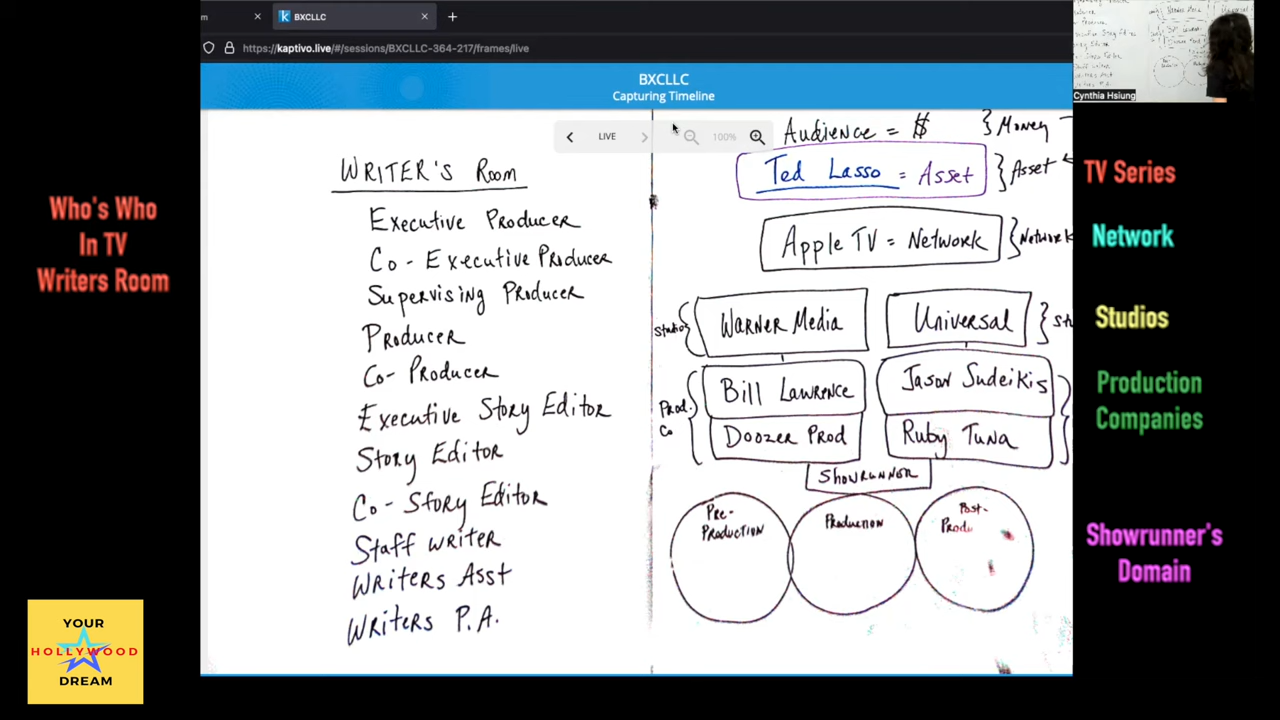 BXCLLC
https://kaptivo.live/#/sessions/BXCLLC-364-217/frames/live
BXCLLC
Capturing Timeline
LIVE
100%
Cynthia Hsiung
Who's Who
In TV
Writers Room
WRITER'S Room
Executive Producer
Co-Executive Producer
Supervising Producer
Producer
Co-Producer
Executive Story Editor
Story Editor
Co-Story Editor
Staff Writer
Writers Asst
Writers P.A.
Audience = $ } Money
Ted Lasso = Asset } Asset
Apple TV = Network } Network
Studio { Warner Media
Universal }
Prod. Co { Bill Lawrence
Doozer Prod
Jason Sudeikis
Ruby Tuna
Showrunner
Pre-
Production
Production
Post-
Produ
TV Series
Network
Studios
Production
Companies
Showrunner's
Domain
YOUR
HOLLYWOOD
DREAM